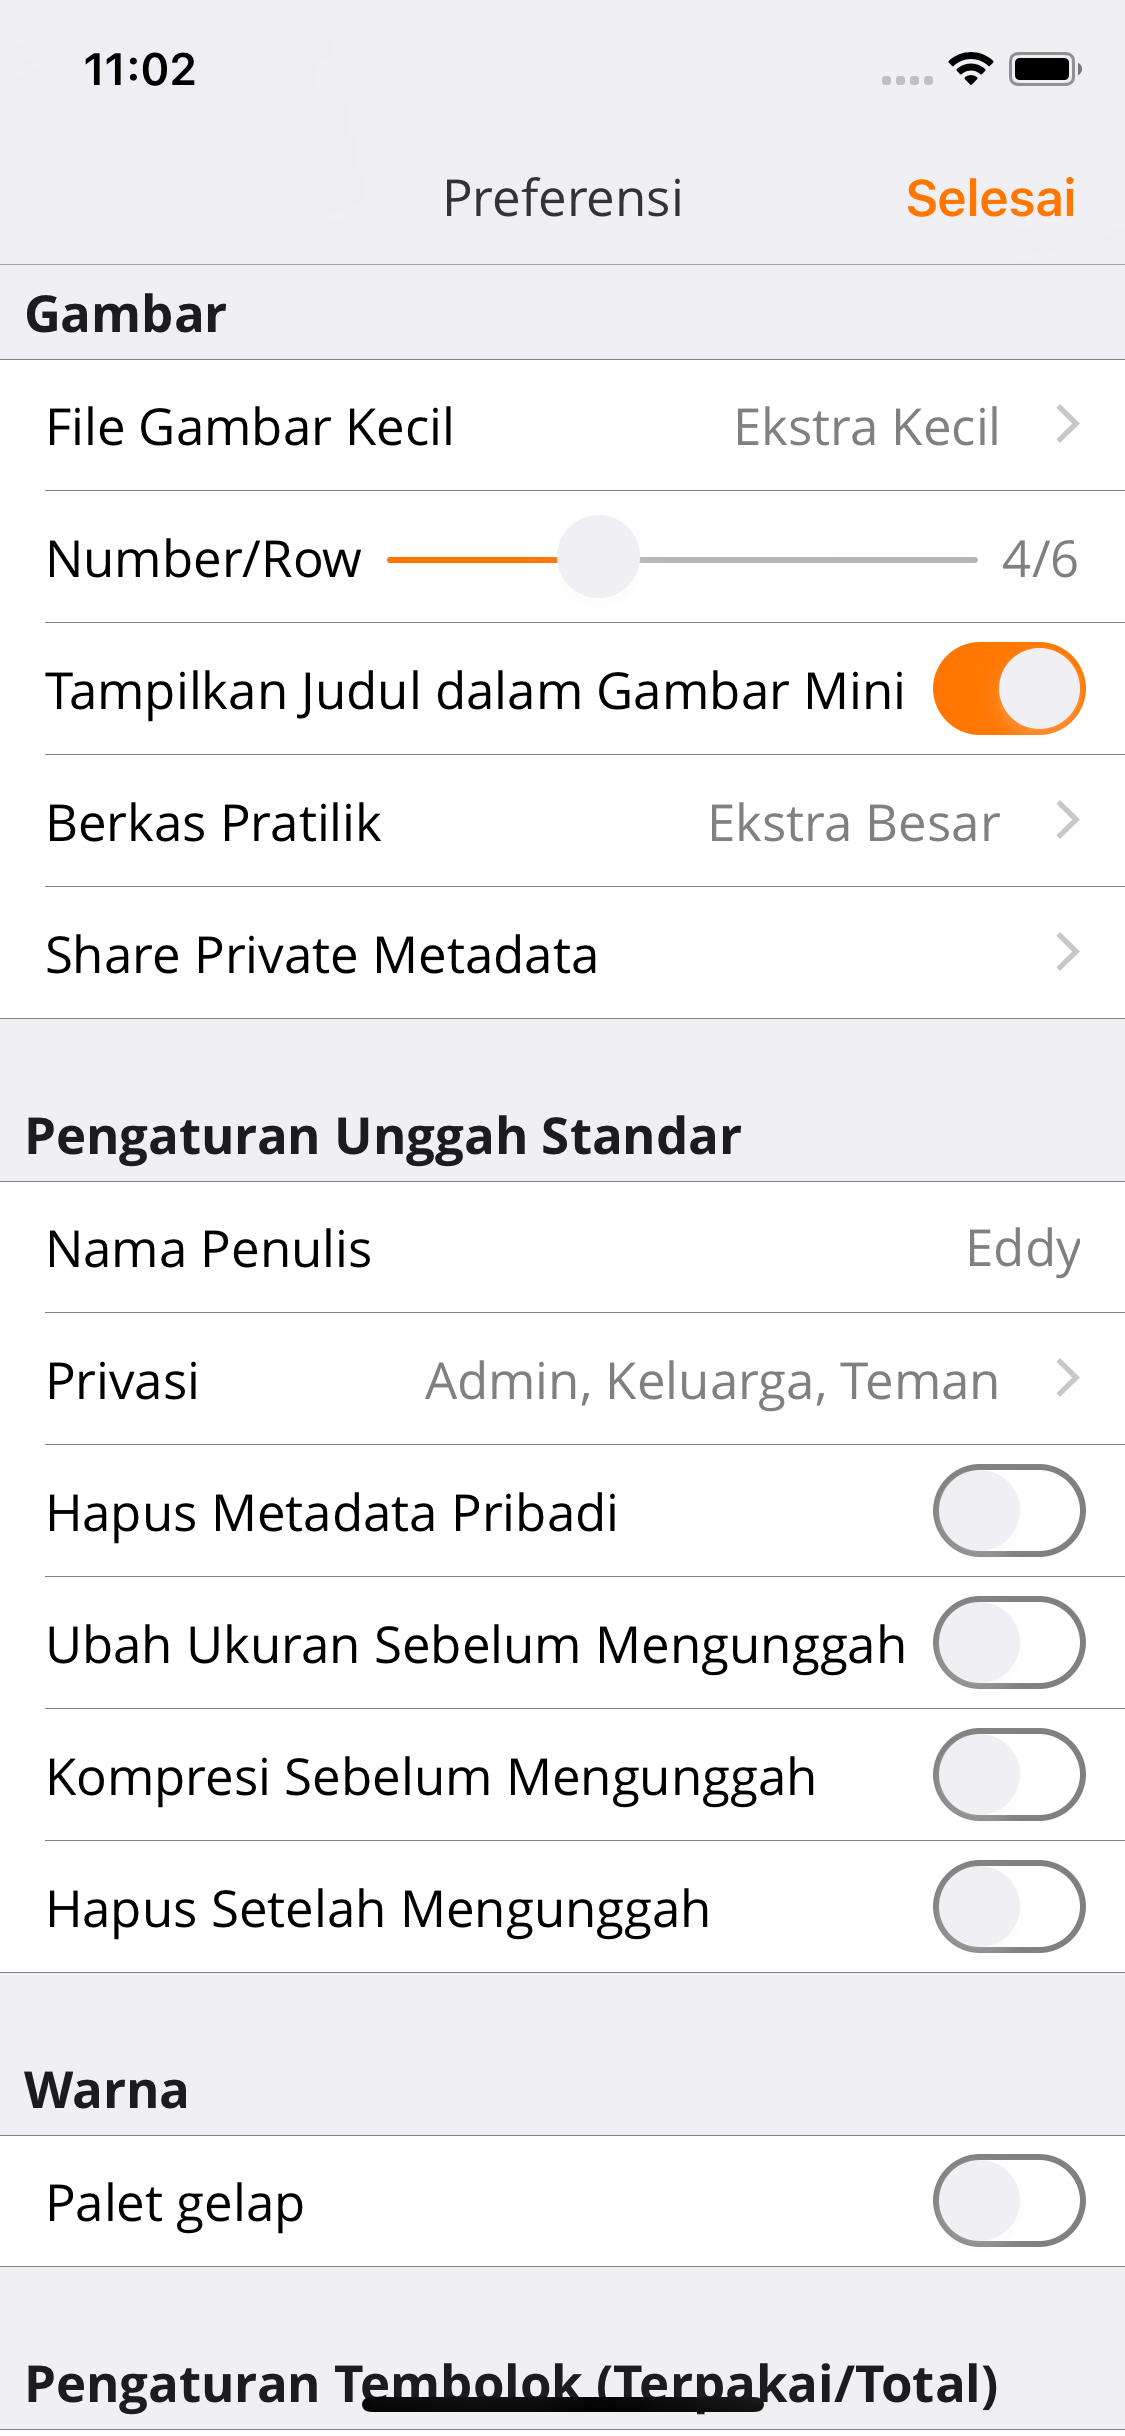 11:02
Preferensi
Selesai
Gambar
File Gambar Kecil Ekstra Kecil
Number/Row 4/6
Tampilkan Judul dalam Gambar Mini
Berkas Pratilik Ekstra Besar
Share Private Metadata
Pengaturan Unggah Standar
Nama Penulis Eddy
Privasi Admin, Keluarga, Teman
Hapus Metadata Pribadi
Ubah Ukuran Sebelum Mengunggah
Kompresi Sebelum Mengunggah
Hapus Setelah Mengunggah
Warna
Palet gelap
Pengaturan Tembolok (Terpakai/Total)